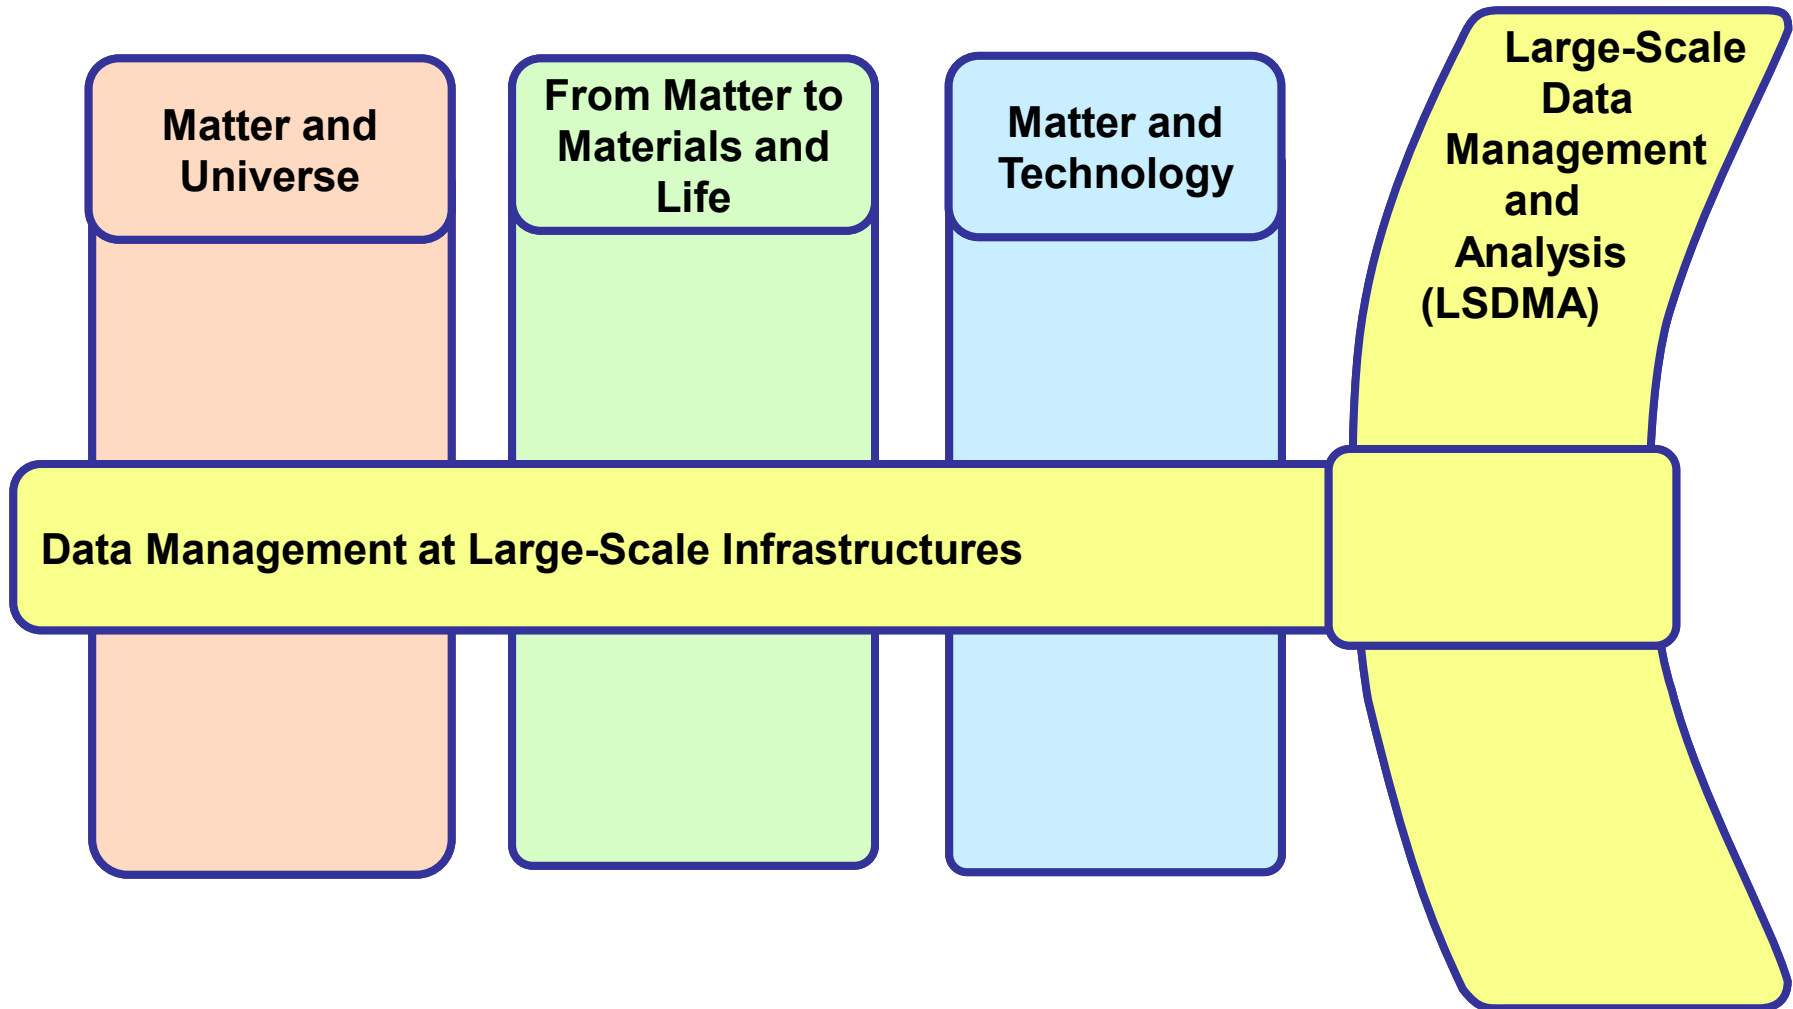 Matter and
Universe
From Matter to
Materials and
Life
Matter and
Technology
Large-Scale
Data
Management
and
Analysis
(LSDMA)
Data Management at Large-Scale Infrastructures